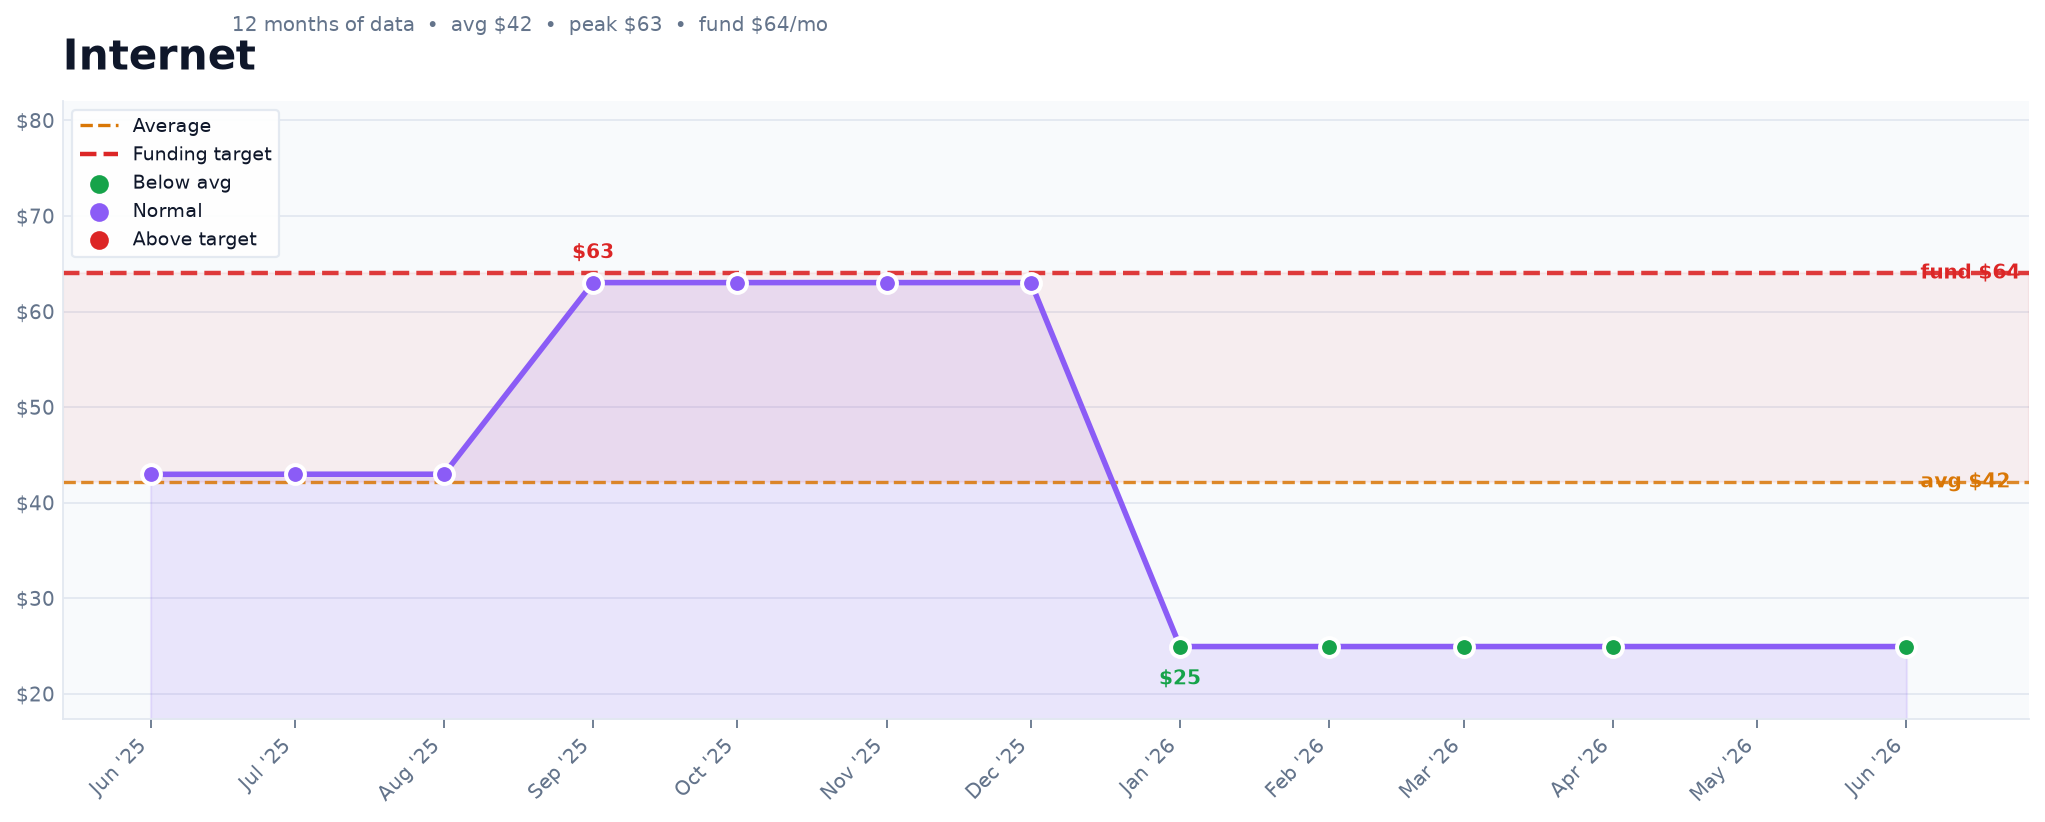 12 months of data • avg $42 • peak $63 • fund $64/mo
Internet
$80
$70
$60
$50
$40
$30
$20
Average
Funding target
Below avg
Normal
Above target
$63
fund $64
avg $42
$25
Jun '25
Jul '25
Aug '25
Sep '25
Oct '25
Nov '25
Dec '25
Jan '26
Feb '26
Mar '26
Apr '26
May '26
Jun '26